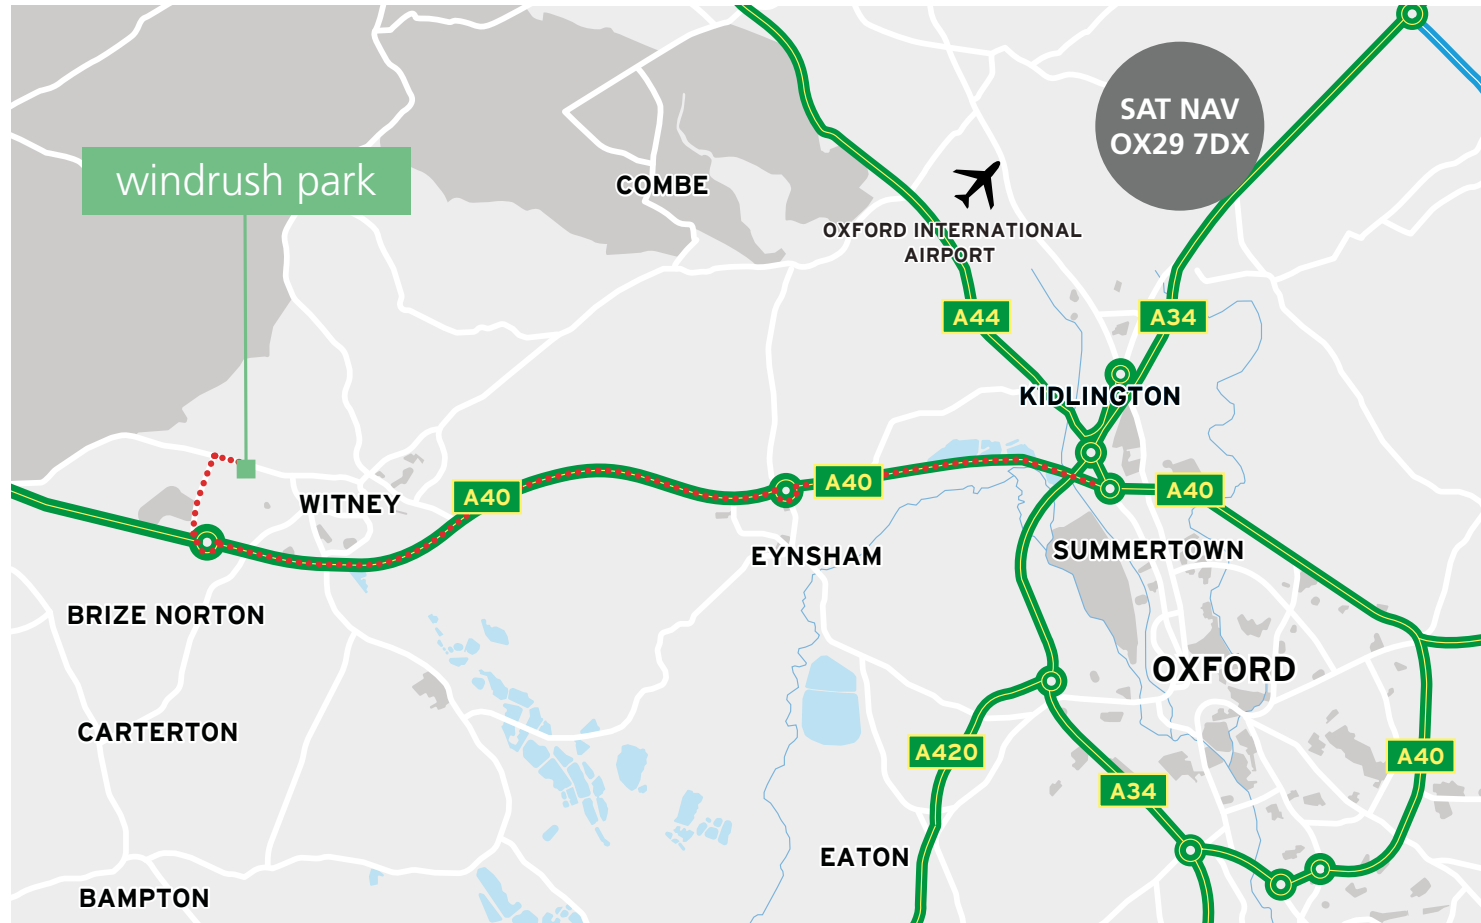 SAT NAV
OX29 7DX
windrush park
COMBE
OXFORD INTERNATIONAL
AIRPORT
A44
A34
KIDLINGTON
A40
A40
A40
WITNEY
EYNSHAM
SUMMERTOWN
BRIZE NORTON
OXFORD
CARTERTON
A420
A40
A34
EATON
BAMPTON